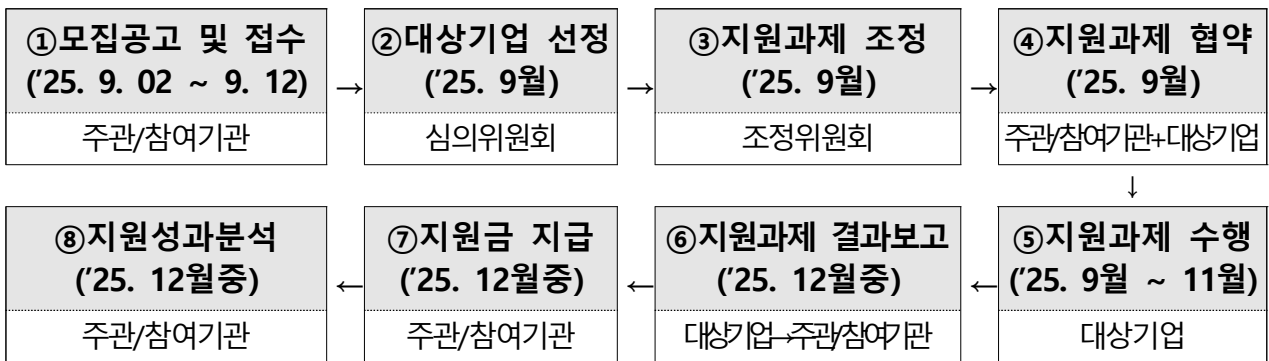 ①모집공고 및 접수
('25. 9. 02 ~ 9. 12)
주관/참여기관
→
②대상기업 선정
('25. 9월)
심의위원회
→
③지원과제 조정
('25. 9월)
조정위원회
→
④지원과제 협약
('25. 9월)
주관/참여기관+대상기업
↓
⑤지원과제 수행
('25. 9월 ~ 11월)
대상기업
←
⑥지원과제 결과보고
('25. 12월중)
대상기업→주관/참여기관
←
⑦지원금 지급
('25. 12월중)
주관/참여기관
←
⑧지원성과분석
('25. 12월중)
주관/참여기관